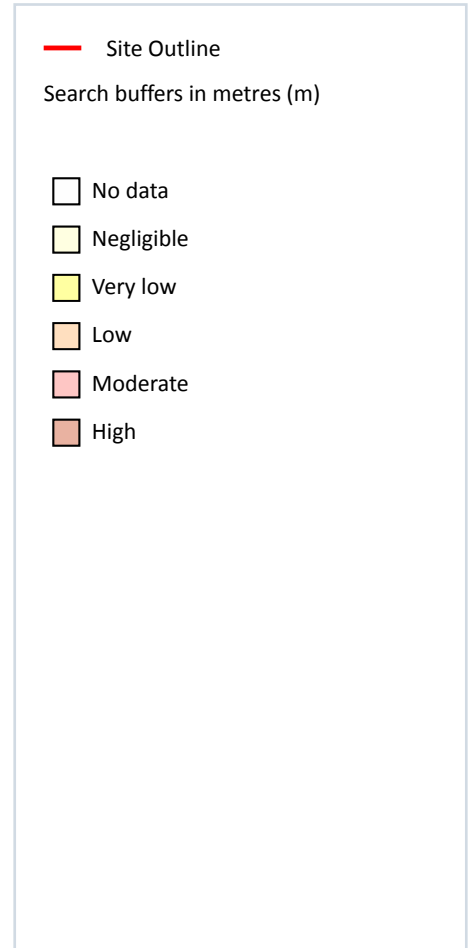 Site Outline
Search buffers in metres (m)
No data
Negligible
Very low
Low
Moderate
High